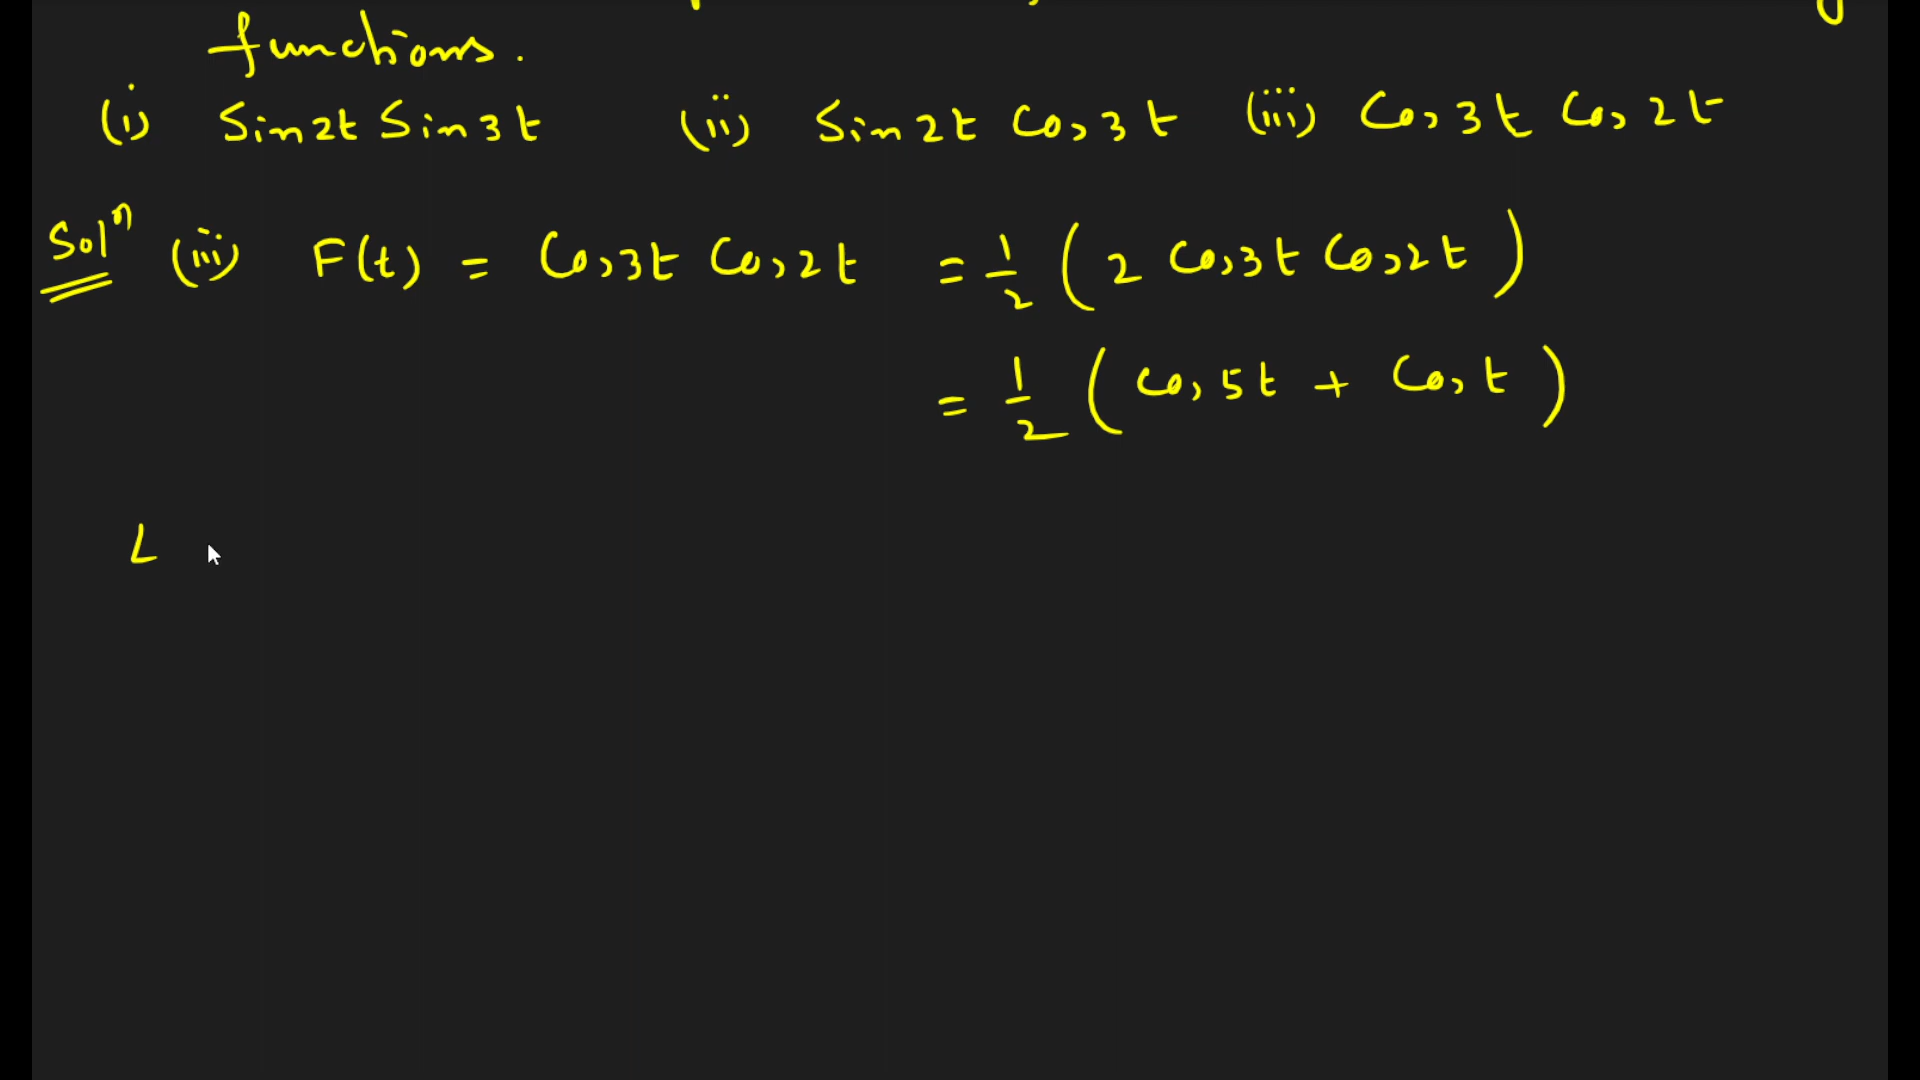 functions.
(i) Sin2t Sin3t (ii) Sin2t Cos3t (iii) Cos3t Cos2t
Solⁿ (iii) F(t) = Cos3t Cos2t = 1/2 (2 Cos3t Cos2t)
= 1/2 (Cos5t + Cost)
L